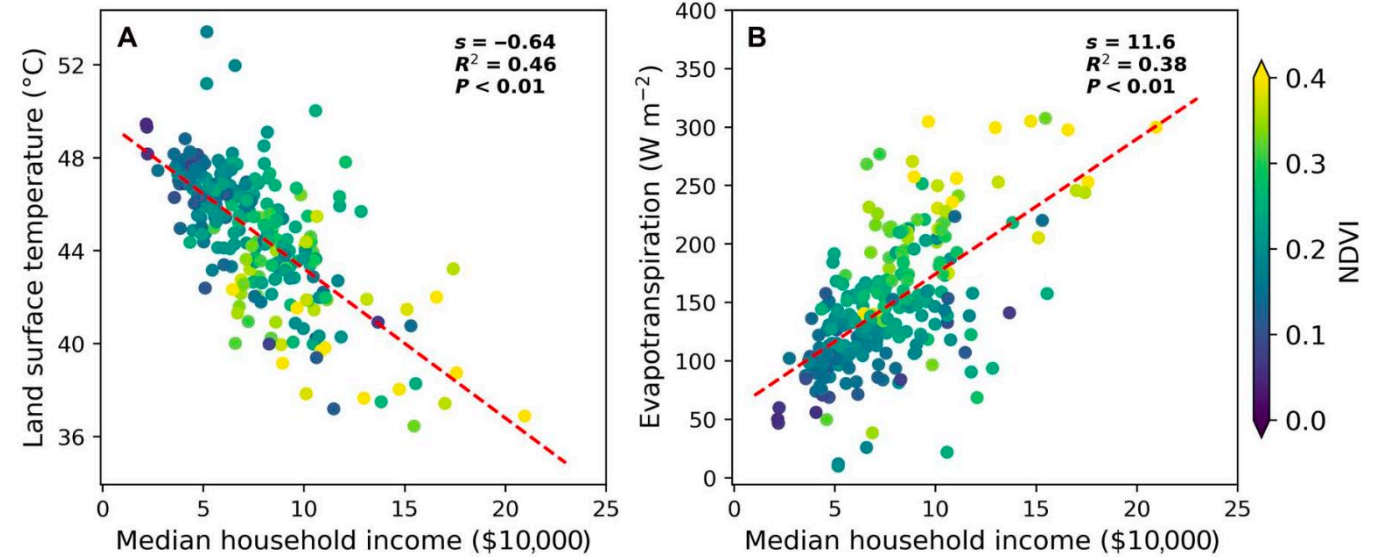 A
s = −0.64
R² = 0.46
P < 0.01
Land surface temperature (°C)
52
48
44
40
36
0 5 10 15 20 25
Median household income ($10,000)
B
s = 11.6
R² = 0.38
P < 0.01
Evapotranspiration (W m⁻²)
400
350
300
250
200
150
100
50
0
0 5 10 15 20 25
Median household income ($10,000)
0.4
0.3
0.2
0.1
0.0
NDVI